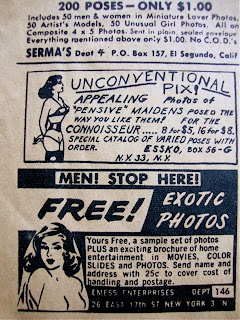 200 POSES—ONLY $1.00
Includes 50 men & women in Miniature Lover Photos,
50 Artist's Models, 50 Unusual Girl Photos. All on
Composite 4 x 5 Photos. Sent in plain sealed envelope
Everything mentioned above only $1.00. No C.O.D.'s
SERMA'S Dept 4 P.O. Box 157, El Segundo, Calif
UNCONVENTIONAL
PIX!
APPEALING Photos of
"PENSIVE" MAIDENS POSED THE
WAY YOU LIKE THEM! FOR THE
CONNOISSEUR..... 8 for $5, 16 for $8.
SPECIAL CATALOG OF VARIED POSES WITH
ORDER. ESSKO, BOX 56-G
N.Y. 33, N.Y.
MEN! STOP HERE!
FREE! EXOTIC
PHOTOS
Yours Free, a sample set of photos
PLUS an exciting brochure of home
entertainment in MOVIES, COLOR
SLIDES and PHOTOS. Send name and
address with 25c to cover cost of
handling and postage.
EMESS ENTERPRISES DEPT 146
26 EAST 17th ST NEW YORK 3 N.